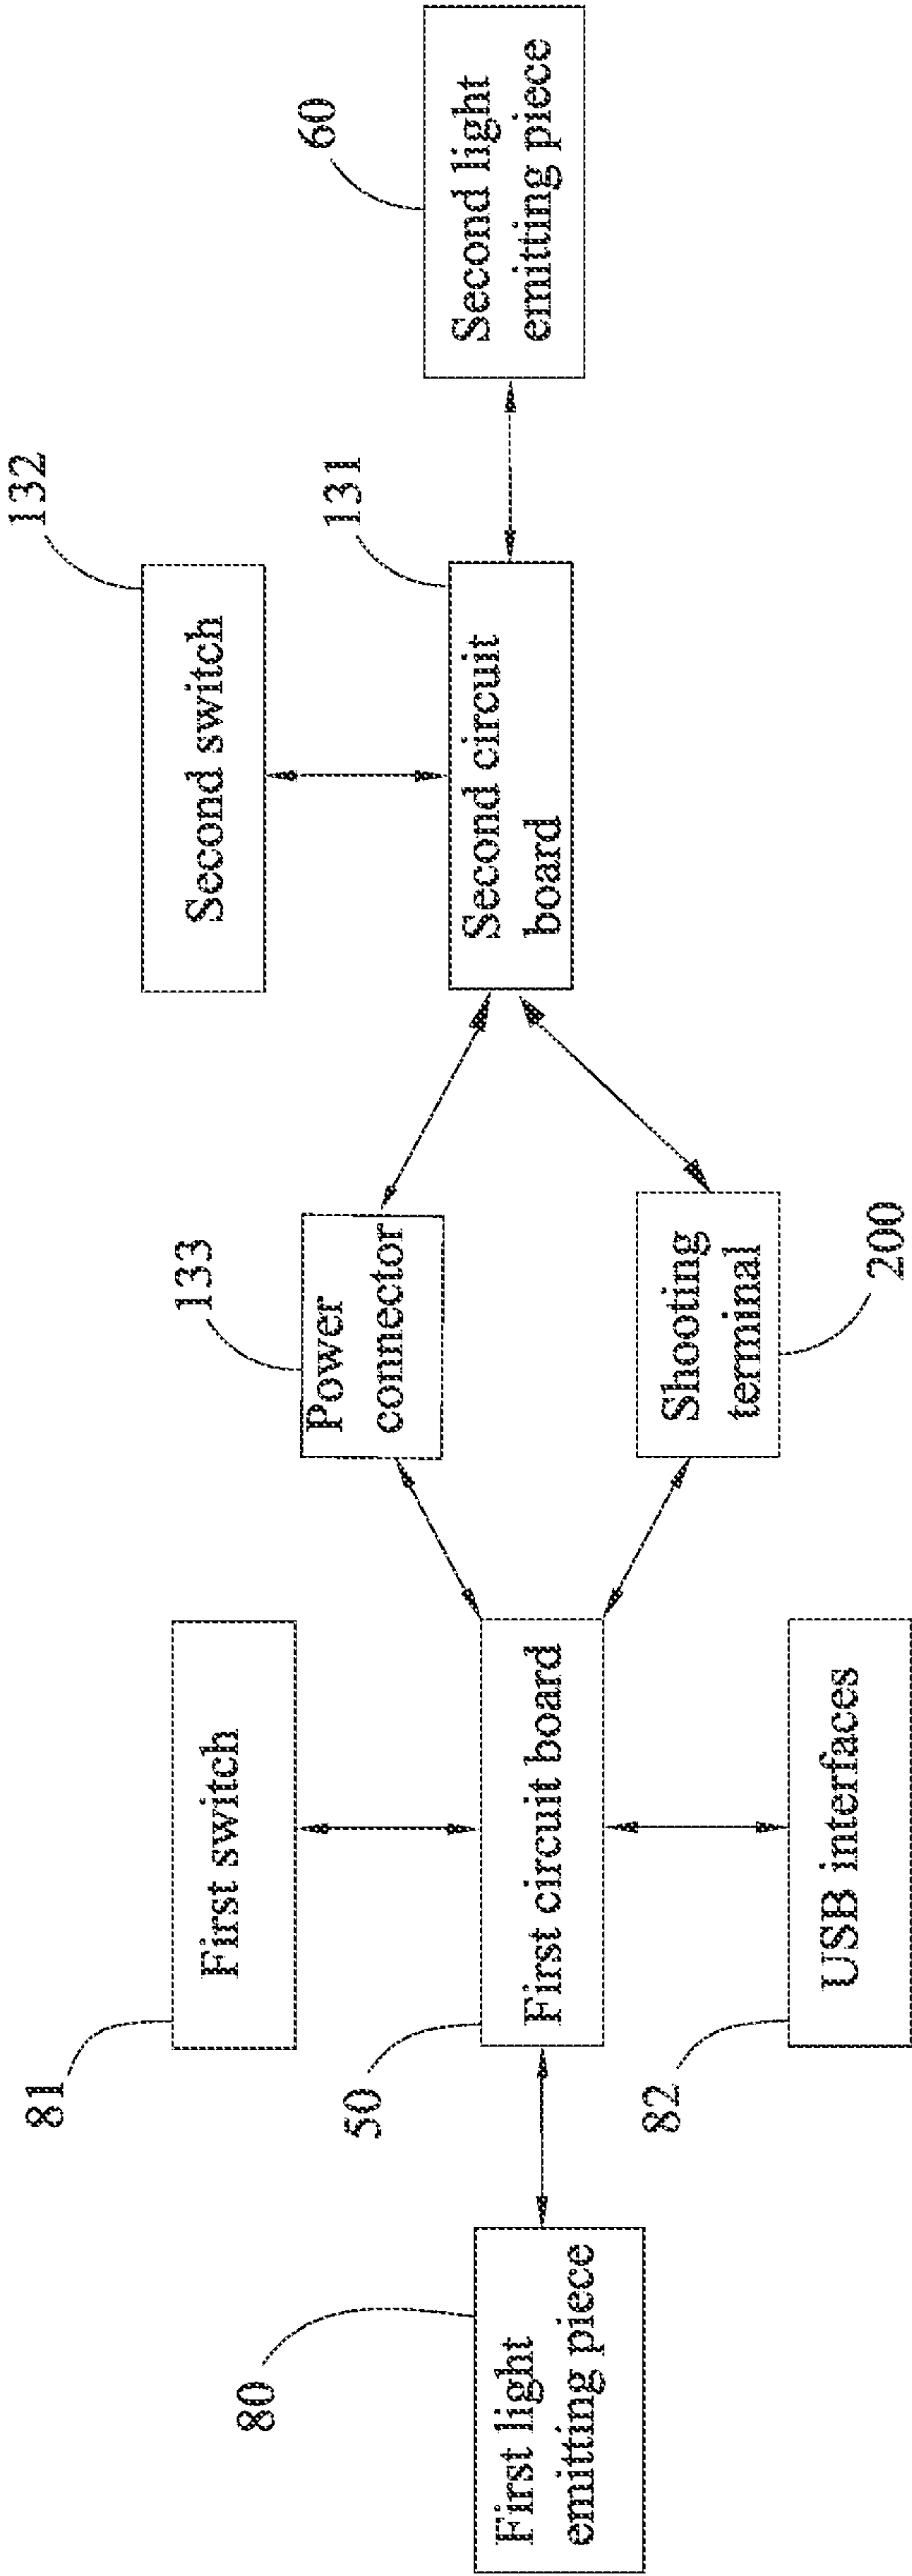 132
Second switch
60
Second light
emitting piece
133
Power
connector
131
Second circuit
board
81
First switch
50
First circuit board
80
First light
emitting piece
Shooting
terminal
200
82
USB interfaces